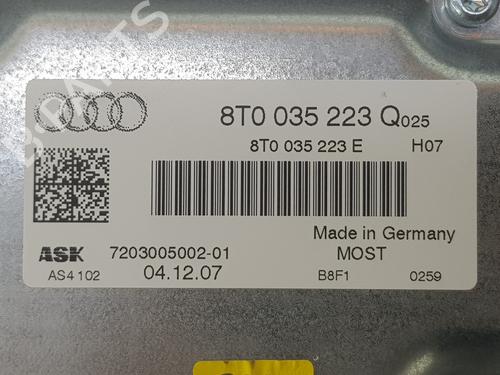 8T0 035 223 Q025
8T0 035 223 E H07
Made in Germany
ASK 7203005002-01 MOST
AS4 102 04.12.07 B8F1 0259
B-PARTS